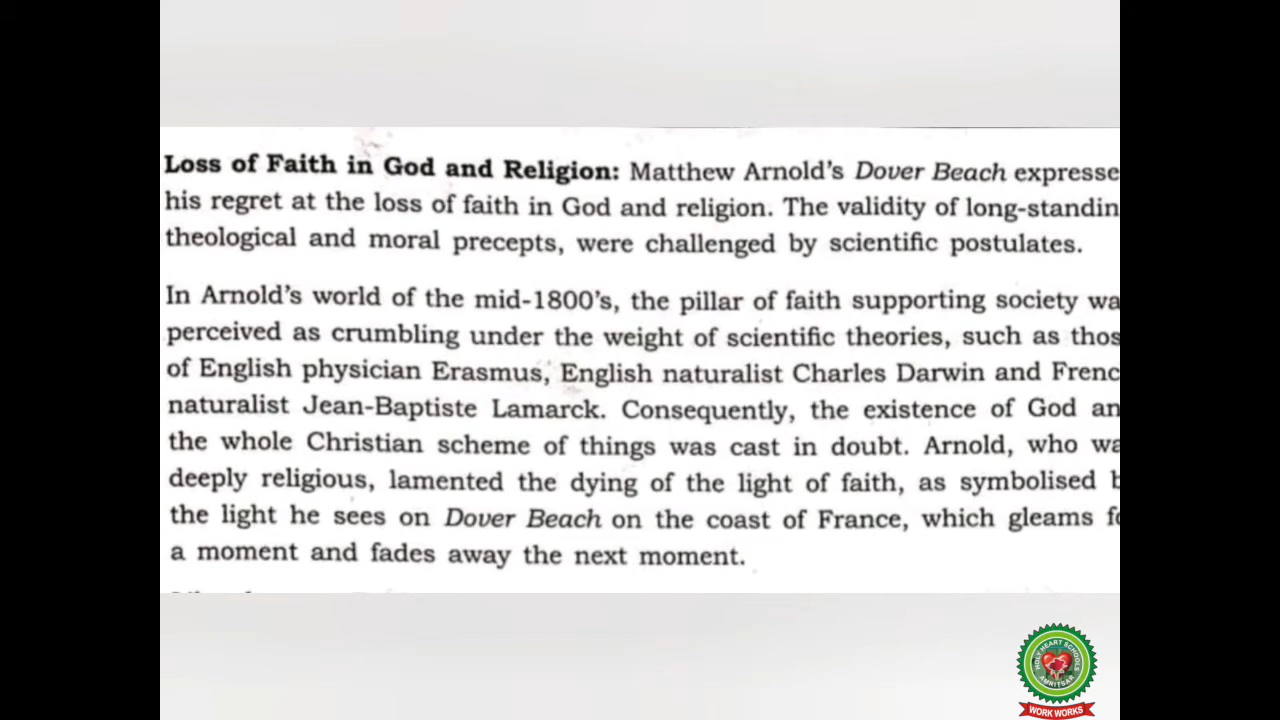 Loss of Faith in God and Religion: Matthew Arnold's Dover Beach expresse
his regret at the loss of faith in God and religion. The validity of long-standin
theological and moral precepts, were challenged by scientific postulates.
In Arnold's world of the mid-1800's, the pillar of faith supporting society wa
perceived as crumbling under the weight of scientific theories, such as thos
of English physician Erasmus, English naturalist Charles Darwin and Frenc
naturalist Jean-Baptiste Lamarck. Consequently, the existence of God an
the whole Christian scheme of things was cast in doubt. Arnold, who wa
deeply religious, lamented the dying of the light of faith, as symbolised b
the light he sees on Dover Beach on the coast of France, which gleams fo
a moment and fades away the next moment.
HOLY HEART SCHOOLS
AMRITSAR
WORK WORKS